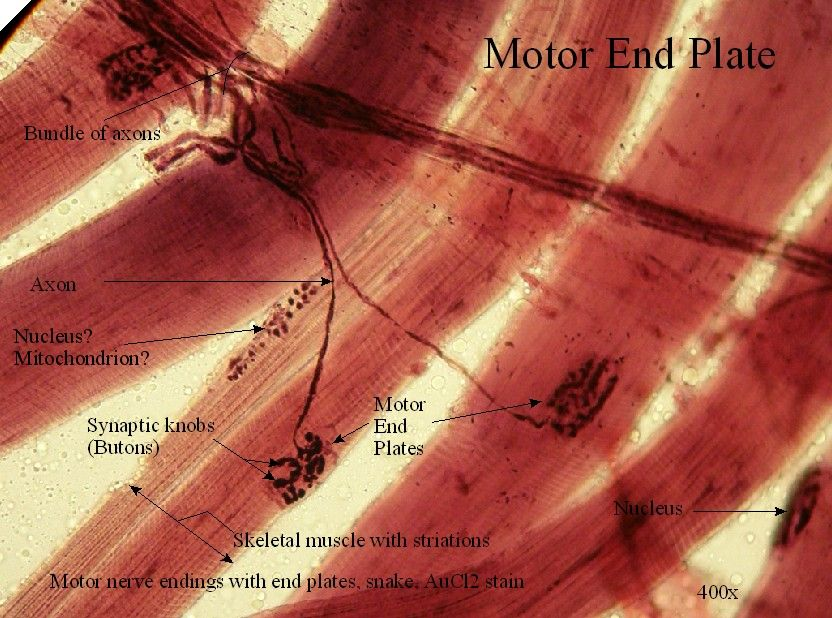 Motor End Plate
Bundle of axons
Axon
Nucleus?
Mitochondrion?
Synaptic knobs
(Butons)
Motor
End
Plates
Nucleus
Skeletal muscle with striations
Motor nerve endings with end plates, snake, AuCl2 stain
400x